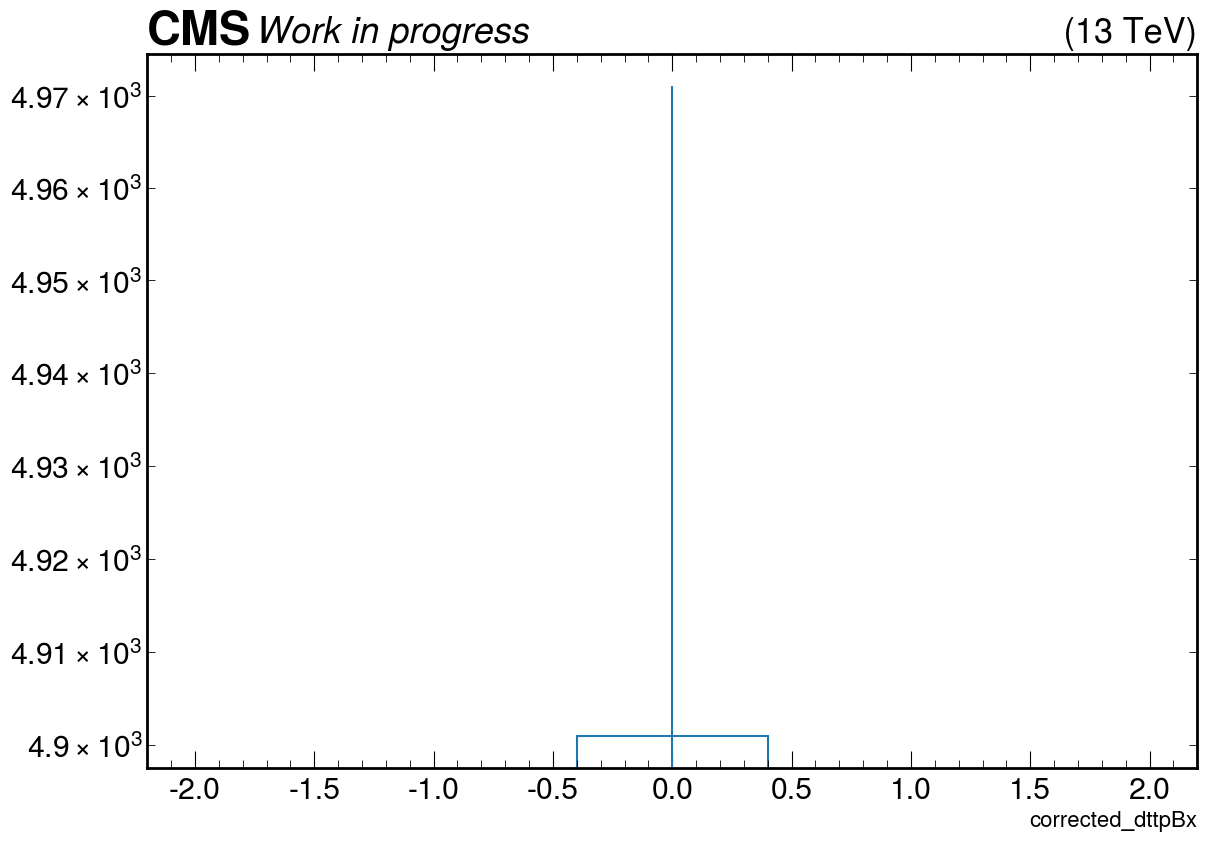 CMS Work in progress (13 TeV)
4.97 × 10³
4.96 × 10³
4.95 × 10³
4.94 × 10³
4.93 × 10³
4.92 × 10³
4.91 × 10³
4.9 × 10³
-2.0 -1.5 -1.0 -0.5 0.0 0.5 1.0 1.5 2.0
corrected_dttpBx